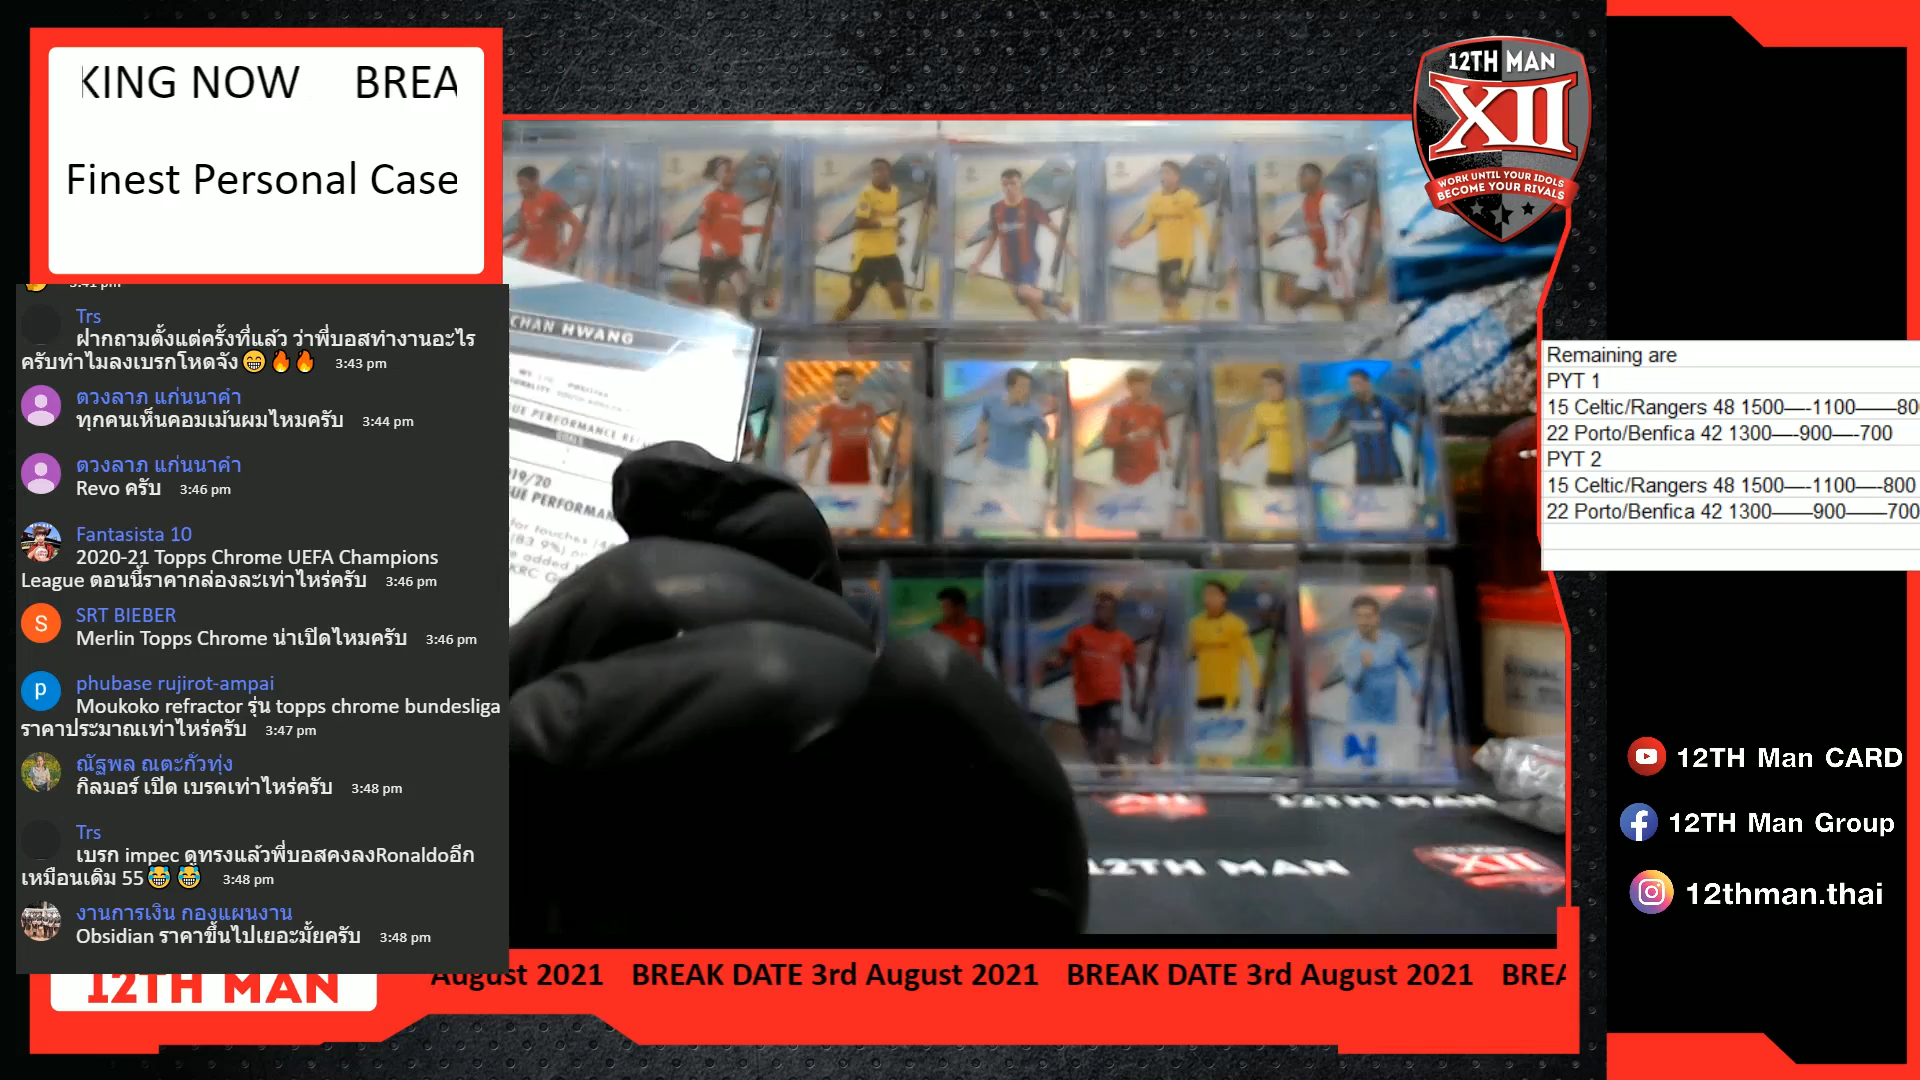 KING NOW BREA
Finest Personal Case
3:41 pm
Trs
ฝากถามตั้งแต่ครั้งที่แล้ว ว่าพี่บอสทำงานอะไร
ครับทำไมลงเบรกโหดจัง😁🔥🔥 3:43 pm
ตวงลาภ แก่นนาคำ
ทุกคนเห็นคอมเม้นผมไหมครับ 3:44 pm
ตวงลาภ แก่นนาคำ
Revo ครับ 3:46 pm
Fantasista 10
2020-21 Topps Chrome UEFA Champions
League ตอนนี้ราคากล่องละเท่าไหร่ครับ 3:46 pm
S
SRT BIEBER
Merlin Topps Chrome น่าเปิดไหมครับ 3:46 pm
p
phubase rujirot-ampai
Moukoko refractor รุ่น topps chrome bundesliga
ราคาประมาณเท่าไหร่ครับ 3:47 pm
ณัฐพล ณตะกั่วทุ่ง
กิลมอร์ เปิด เบรคเท่าไหร่ครับ 3:48 pm
Trs
เบรก impec ดูทรงแล้วพี่บอสคงลงRonaldoอีก
เหมือนเดิม 55😹😹 3:48 pm
งานการเงิน กองแผนงาน
Obsidian ราคาขึ้นไปเยอะมั้ยครับ 3:48 pm
12TH MAN
August 2021 BREAK DATE 3rd August 2021 BREAK DATE 3rd August 2021 BREA
CHAN HWANG
PERFORMANCE
2019/20
PERFORMAN
12TH MAN
12TH MAN
XII
12TH MAN
XII
WORK UNTIL YOUR IDOLS
BECOME YOUR RIVALS
Remaining are
PYT 1
15 Celtic/Rangers 48 1500—-1100——80
22 Porto/Benfica 42 1300—-900—-700
PYT 2
15 Celtic/Rangers 48 1500—-1100—-800
22 Porto/Benfica 42 1300——900——700
12TH Man CARD
12TH Man Group
12thman.thai